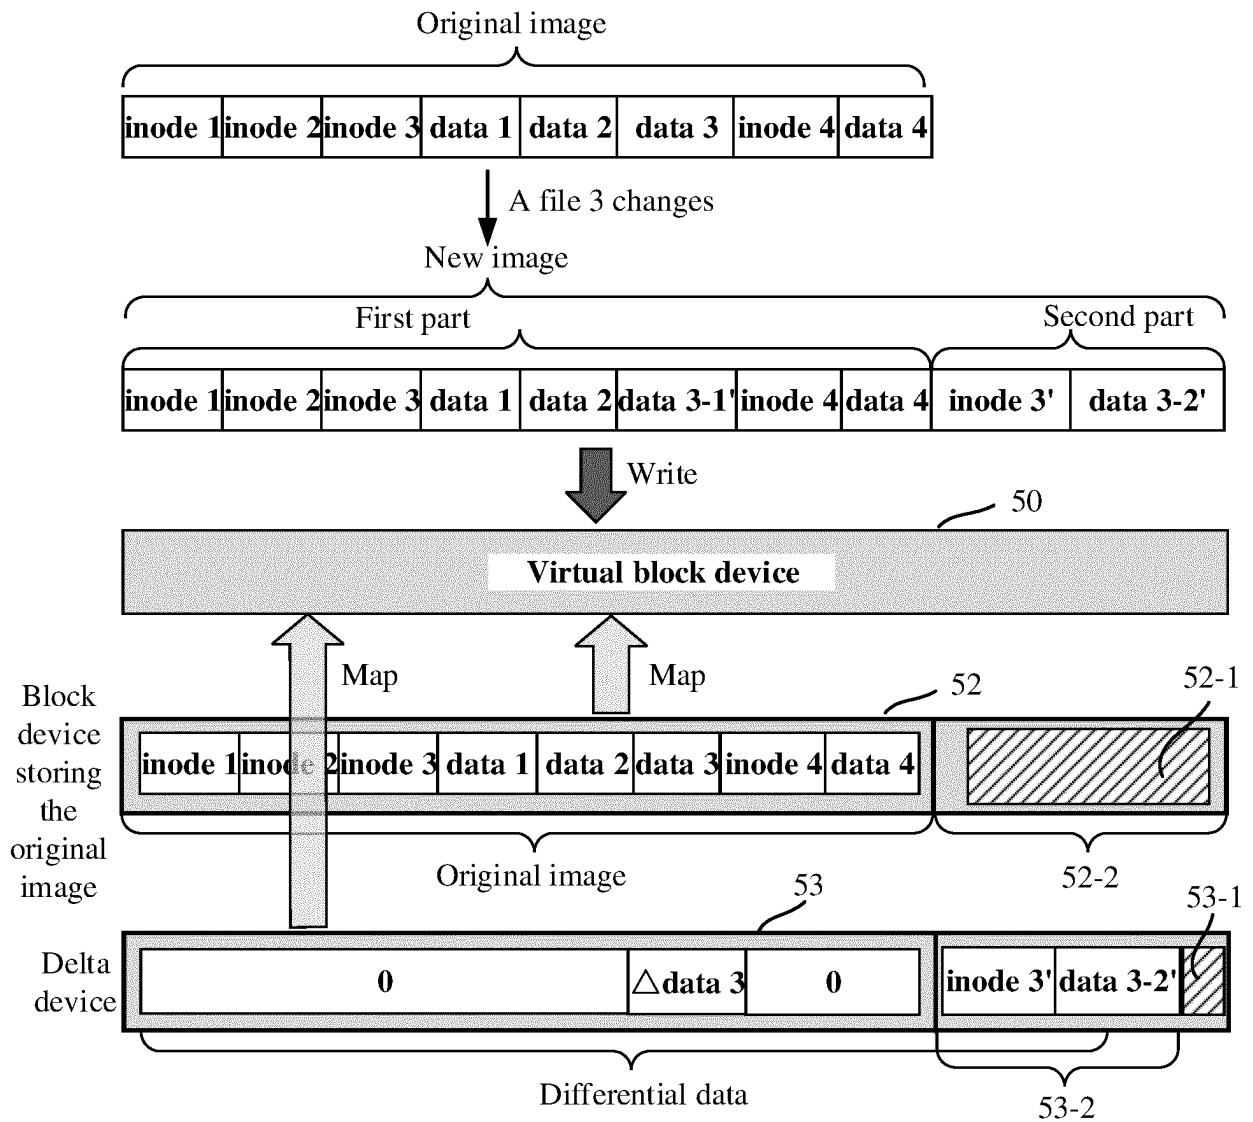 Original image
inode 1 inode 2 inode 3 data 1 data 2 data 3 inode 4 data 4
A file 3 changes
New image
First part
Second part
inode 1 inode 2 inode 3 data 1 data 2 data 3-1' inode 4 data 4 inode 3' data 3-2'
Write
50
Virtual block device
Map
Map
52
52-1
Block
device
storing
the
original
image
inode 1 inode 2 inode 3 data 1 data 2 data 3 inode 4 data 4
Original image
52-2
53
53-1
Delta
device
0 △data 3 0 inode 3' data 3-2'
Differential data
53-2